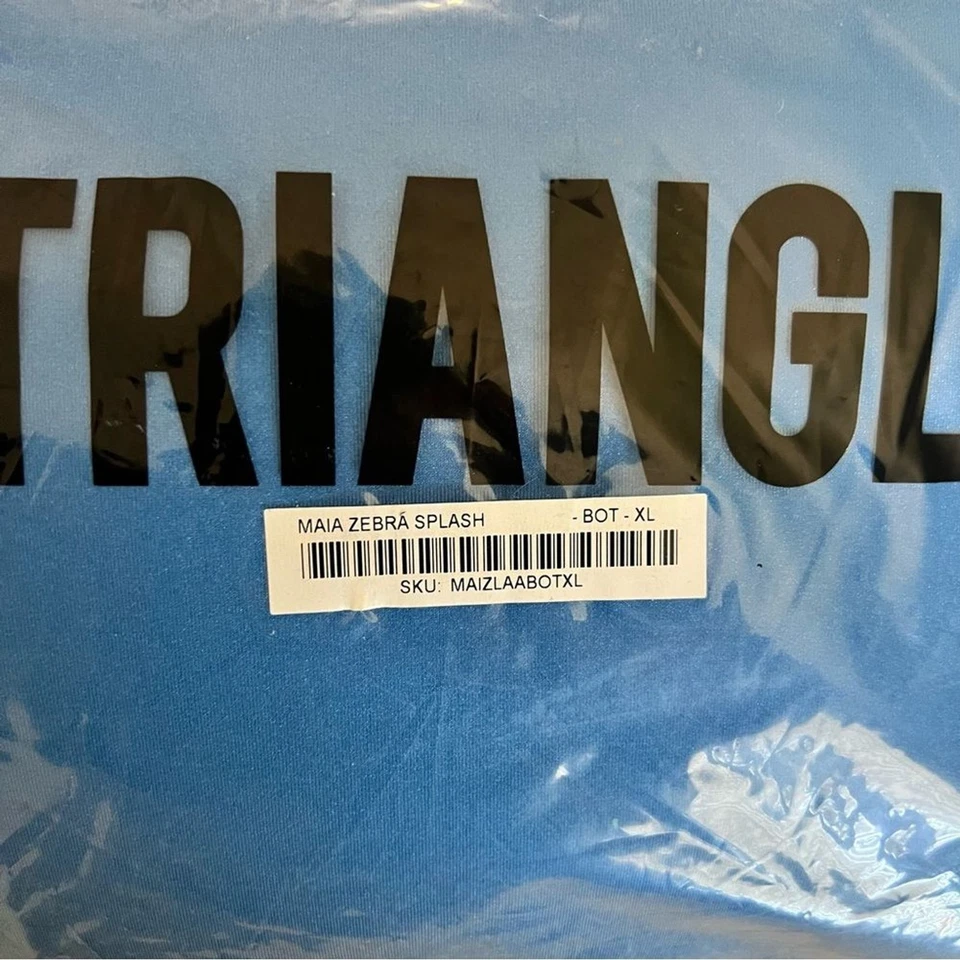 TRIANGL
MAIA ZEBRA SPLASH - BOT - XL
SKU: MAIZLAABOTXL